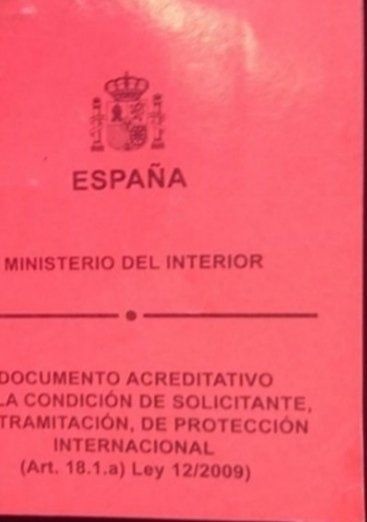 ESPAÑA
MINISTERIO DEL INTERIOR
DOCUMENTO ACREDITATIVO
LA CONDICIÓN DE SOLICITANTE,
TRAMITACIÓN, DE PROTECCIÓN
INTERNACIONAL
(Art. 18.1.a) Ley 12/2009)